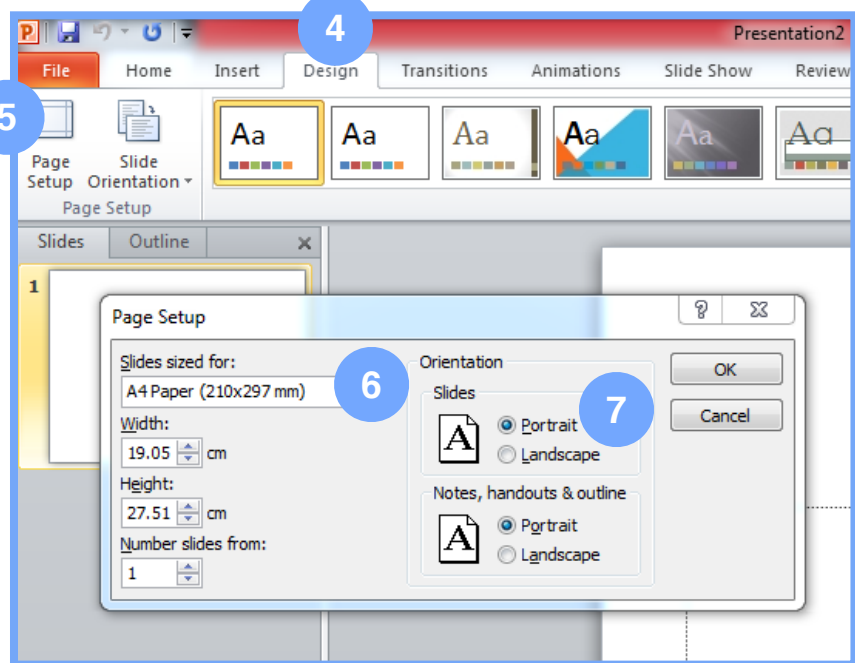 4
P
Presentation2
File Home Insert Design Transitions Animations Slide Show Review
5
Aa Aa Aa Aa Aa Aa
Page Setup
Slide Orientation
Page Setup
Slides Outline
1
Page Setup
Slides sized for:
A4 Paper (210x297 mm)
6
Width:
19.05 cm
Height:
27.51 cm
Number slides from:
1
Orientation
Slides
7
A
Portrait
Landscape
Notes, handouts & outline
A
Portrait
Landscape
?
OK
Cancel